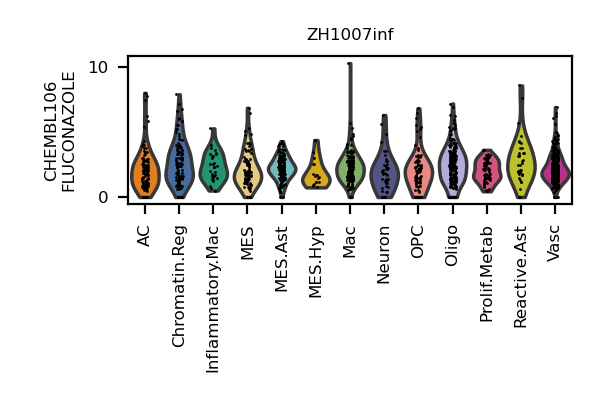 ZH1007inf
CHEMBL106
FLUCONAZOLE
10
0
AC
Chromatin.Reg
Inflammatory.Mac
MES
MES.Ast
MES.Hyp
Mac
Neuron
OPC
Oligo
Prolif.Metab
Reactive.Ast
Vasc